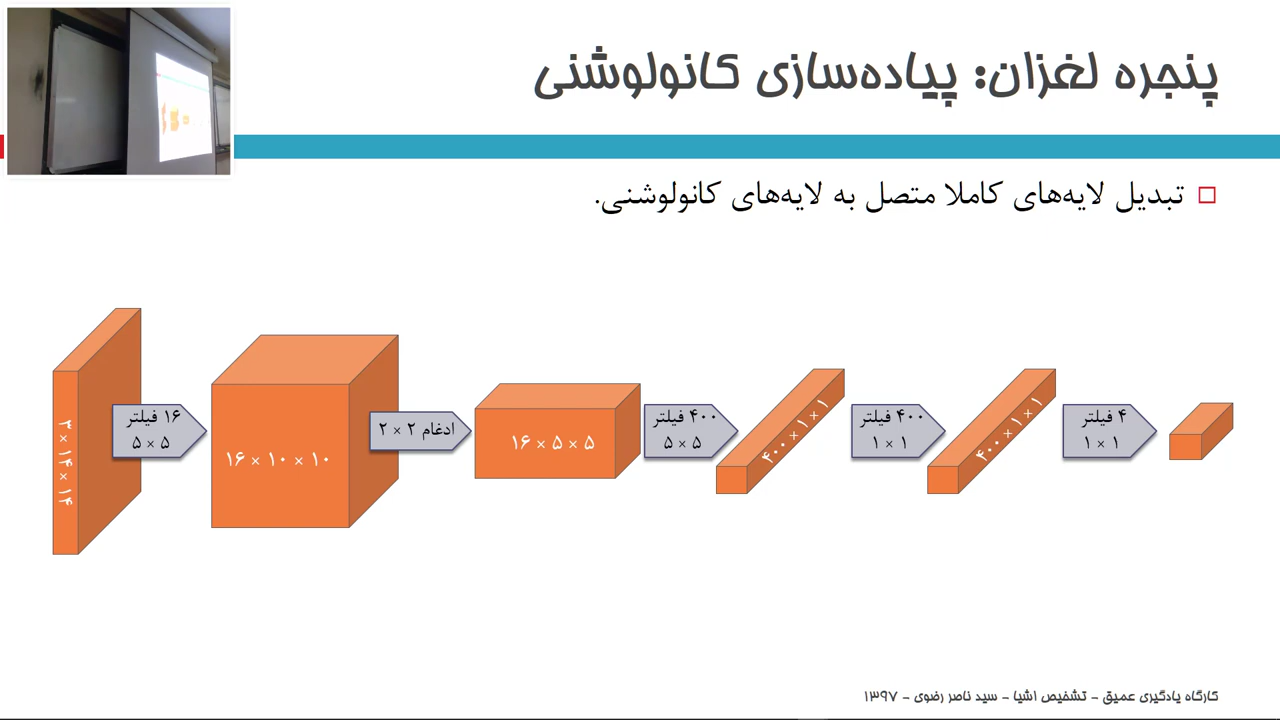 پنجره لغزان: پیاده‌سازی کانولوشنی
تبدیل لایه‌های کاملا متصل به لایه‌های کانولوشنی.
۳ × ۱۴ × ۱۴
۱۶ فیلتر
۵ × ۵
۱۶ × ۱۰ × ۱۰
ادغام ۲ × ۲
۱۶ × ۵ × ۵
۴۰۰ فیلتر
۵ × ۵
۴۰۰ × ۱ × ۱
۴۰۰ فیلتر
۱ × ۱
۴۰۰ × ۱ × ۱
۴ فیلتر
۱ × ۱
کارگاه یادگیری عمیق - تشخیص اشیا - سید ناصر رضوی - ۱۳۹۷